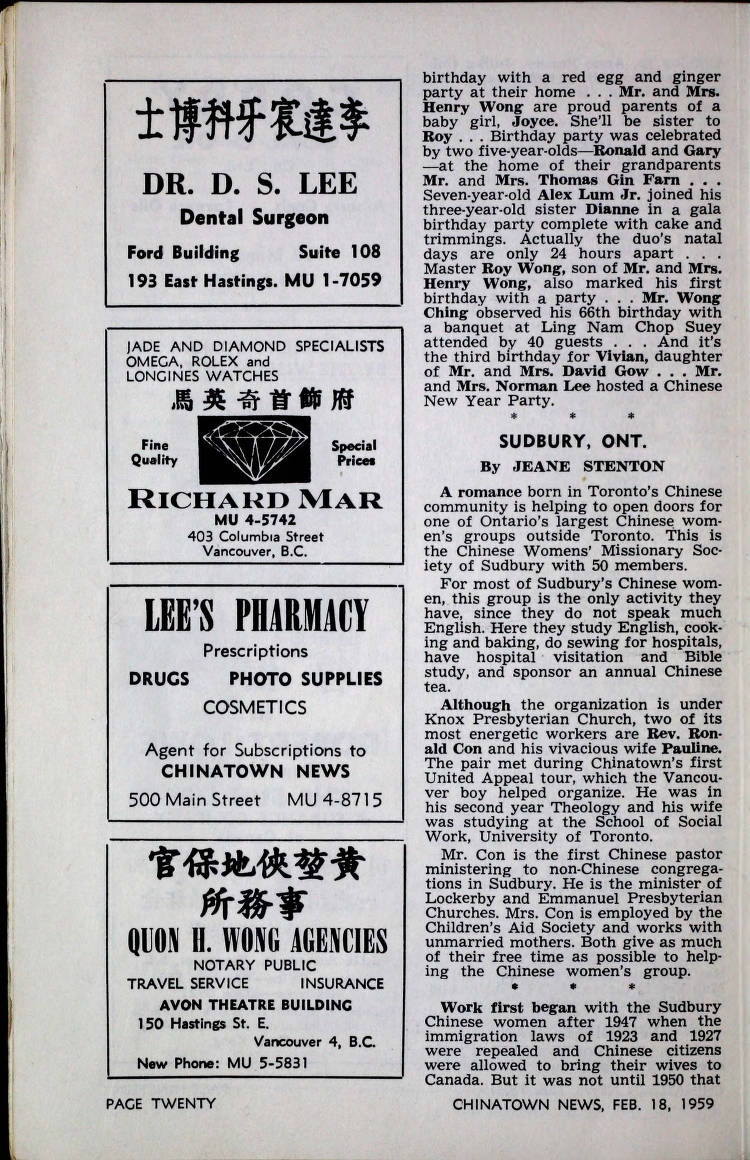 士博科牙宸達李
DR. D. S. LEE
Dental Surgeon
Ford Building Suite 108
193 East Hastings. MU 1-7059
JADE AND DIAMOND SPECIALISTS
OMEGA, ROLEX and
LONGINES WATCHES
馬英奇首飾府
Fine
Quality
Special
Prices
RICHARD MAR
MU 4-5742
403 Columbia Street
Vancouver, B.C.
LEE'S PHARMACY
Prescriptions
DRUGS PHOTO SUPPLIES
COSMETICS
Agent for Subscriptions to
CHINATOWN NEWS
500 Main Street MU 4-8715
官保地俠堃黃
所務事
QUON H. WONG AGENCIES
NOTARY PUBLIC
TRAVEL SERVICE INSURANCE
AVON THEATRE BUILDING
150 Hastings St. E.
Vancouver 4, B.C.
New Phone: MU 5-5831
birthday with a red egg and ginger
party at their home . . . Mr. and Mrs.
Henry Wong are proud parents of a
baby girl, Joyce. She'll be sister to
Roy . . . Birthday party was celebrated
by two five-year-olds—Ronald and Gary
—at the home of their grandparents
Mr. and Mrs. Thomas Gin Farn . . .
Seven-year-old Alex Lum Jr. joined his
three-year-old sister Dianne in a gala
birthday party complete with cake and
trimmings. Actually the duo's natal
days are only 24 hours apart . . .
Master Roy Wong, son of Mr. and Mrs.
Henry Wong, also marked his first
birthday with a party . . . Mr. Wong
Ching observed his 66th birthday with
a banquet at Ling Nam Chop Suey
attended by 40 guests . . . And it's
the third birthday for Vivian, daughter
of Mr. and Mrs. David Gow . . . Mr.
and Mrs. Norman Lee hosted a Chinese
New Year Party.
* * *
SUDBURY, ONT.
By JEANE STENTON
A romance born in Toronto's Chinese
community is helping to open doors for
one of Ontario's largest Chinese wom-
en's groups outside Toronto. This is
the Chinese Womens' Missionary Soc-
iety of Sudbury with 50 members.
For most of Sudbury's Chinese wom-
en, this group is the only activity they
have, since they do not speak much
English. Here they study English, cook-
ing and baking, do sewing for hospitals,
have hospital visitation and Bible
study, and sponsor an annual Chinese
tea.
Although the organization is under
Knox Presbyterian Church, two of its
most energetic workers are Rev. Ron-
ald Con and his vivacious wife Pauline.
The pair met during Chinatown's first
United Appeal tour, which the Vancou-
ver boy helped organize. He was in
his second year Theology and his wife
was studying at the School of Social
Work, University of Toronto.
Mr. Con is the first Chinese pastor
ministering to non-Chinese congrega-
tions in Sudbury. He is the minister of
Lockerby and Emmanuel Presbyterian
Churches. Mrs. Con is employed by the
Children's Aid Society and works with
unmarried mothers. Both give as much
of their free time as possible to help-
ing the Chinese women's group.
* * *
Work first began with the Sudbury
Chinese women after 1947 when the
immigration laws of 1923 and 1927
were repealed and Chinese citizens
were allowed to bring their wives to
Canada. But it was not until 1950 that
PAGE TWENTY
CHINATOWN NEWS, FEB. 18, 1959